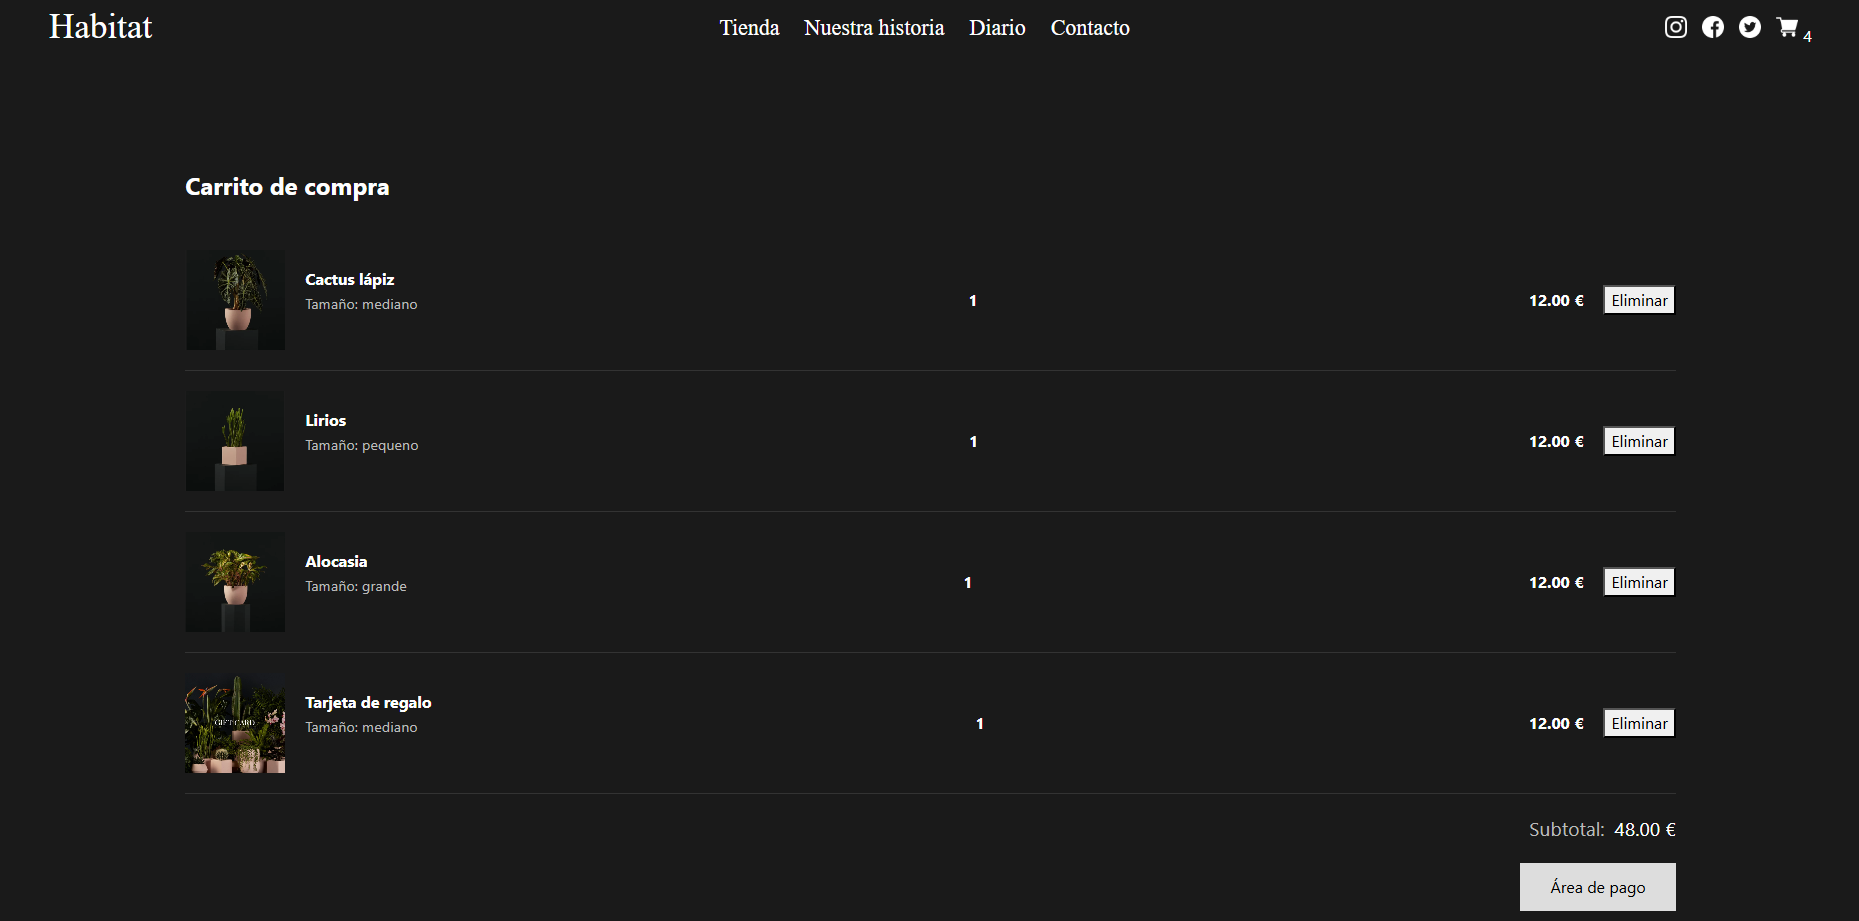 Habitat
Tienda Nuestra historia Diario Contacto
4
Carrito de compra
Cactus lápiz
Tamaño: mediano
1
12.00 €
Eliminar
Lirios
Tamaño: pequeno
1
12.00 €
Eliminar
Alocasia
Tamaño: grande
1
12.00 €
Eliminar
GIFT CARD
Tarjeta de regalo
Tamaño: mediano
1
12.00 €
Eliminar
Subtotal: 48.00 €
Área de pago